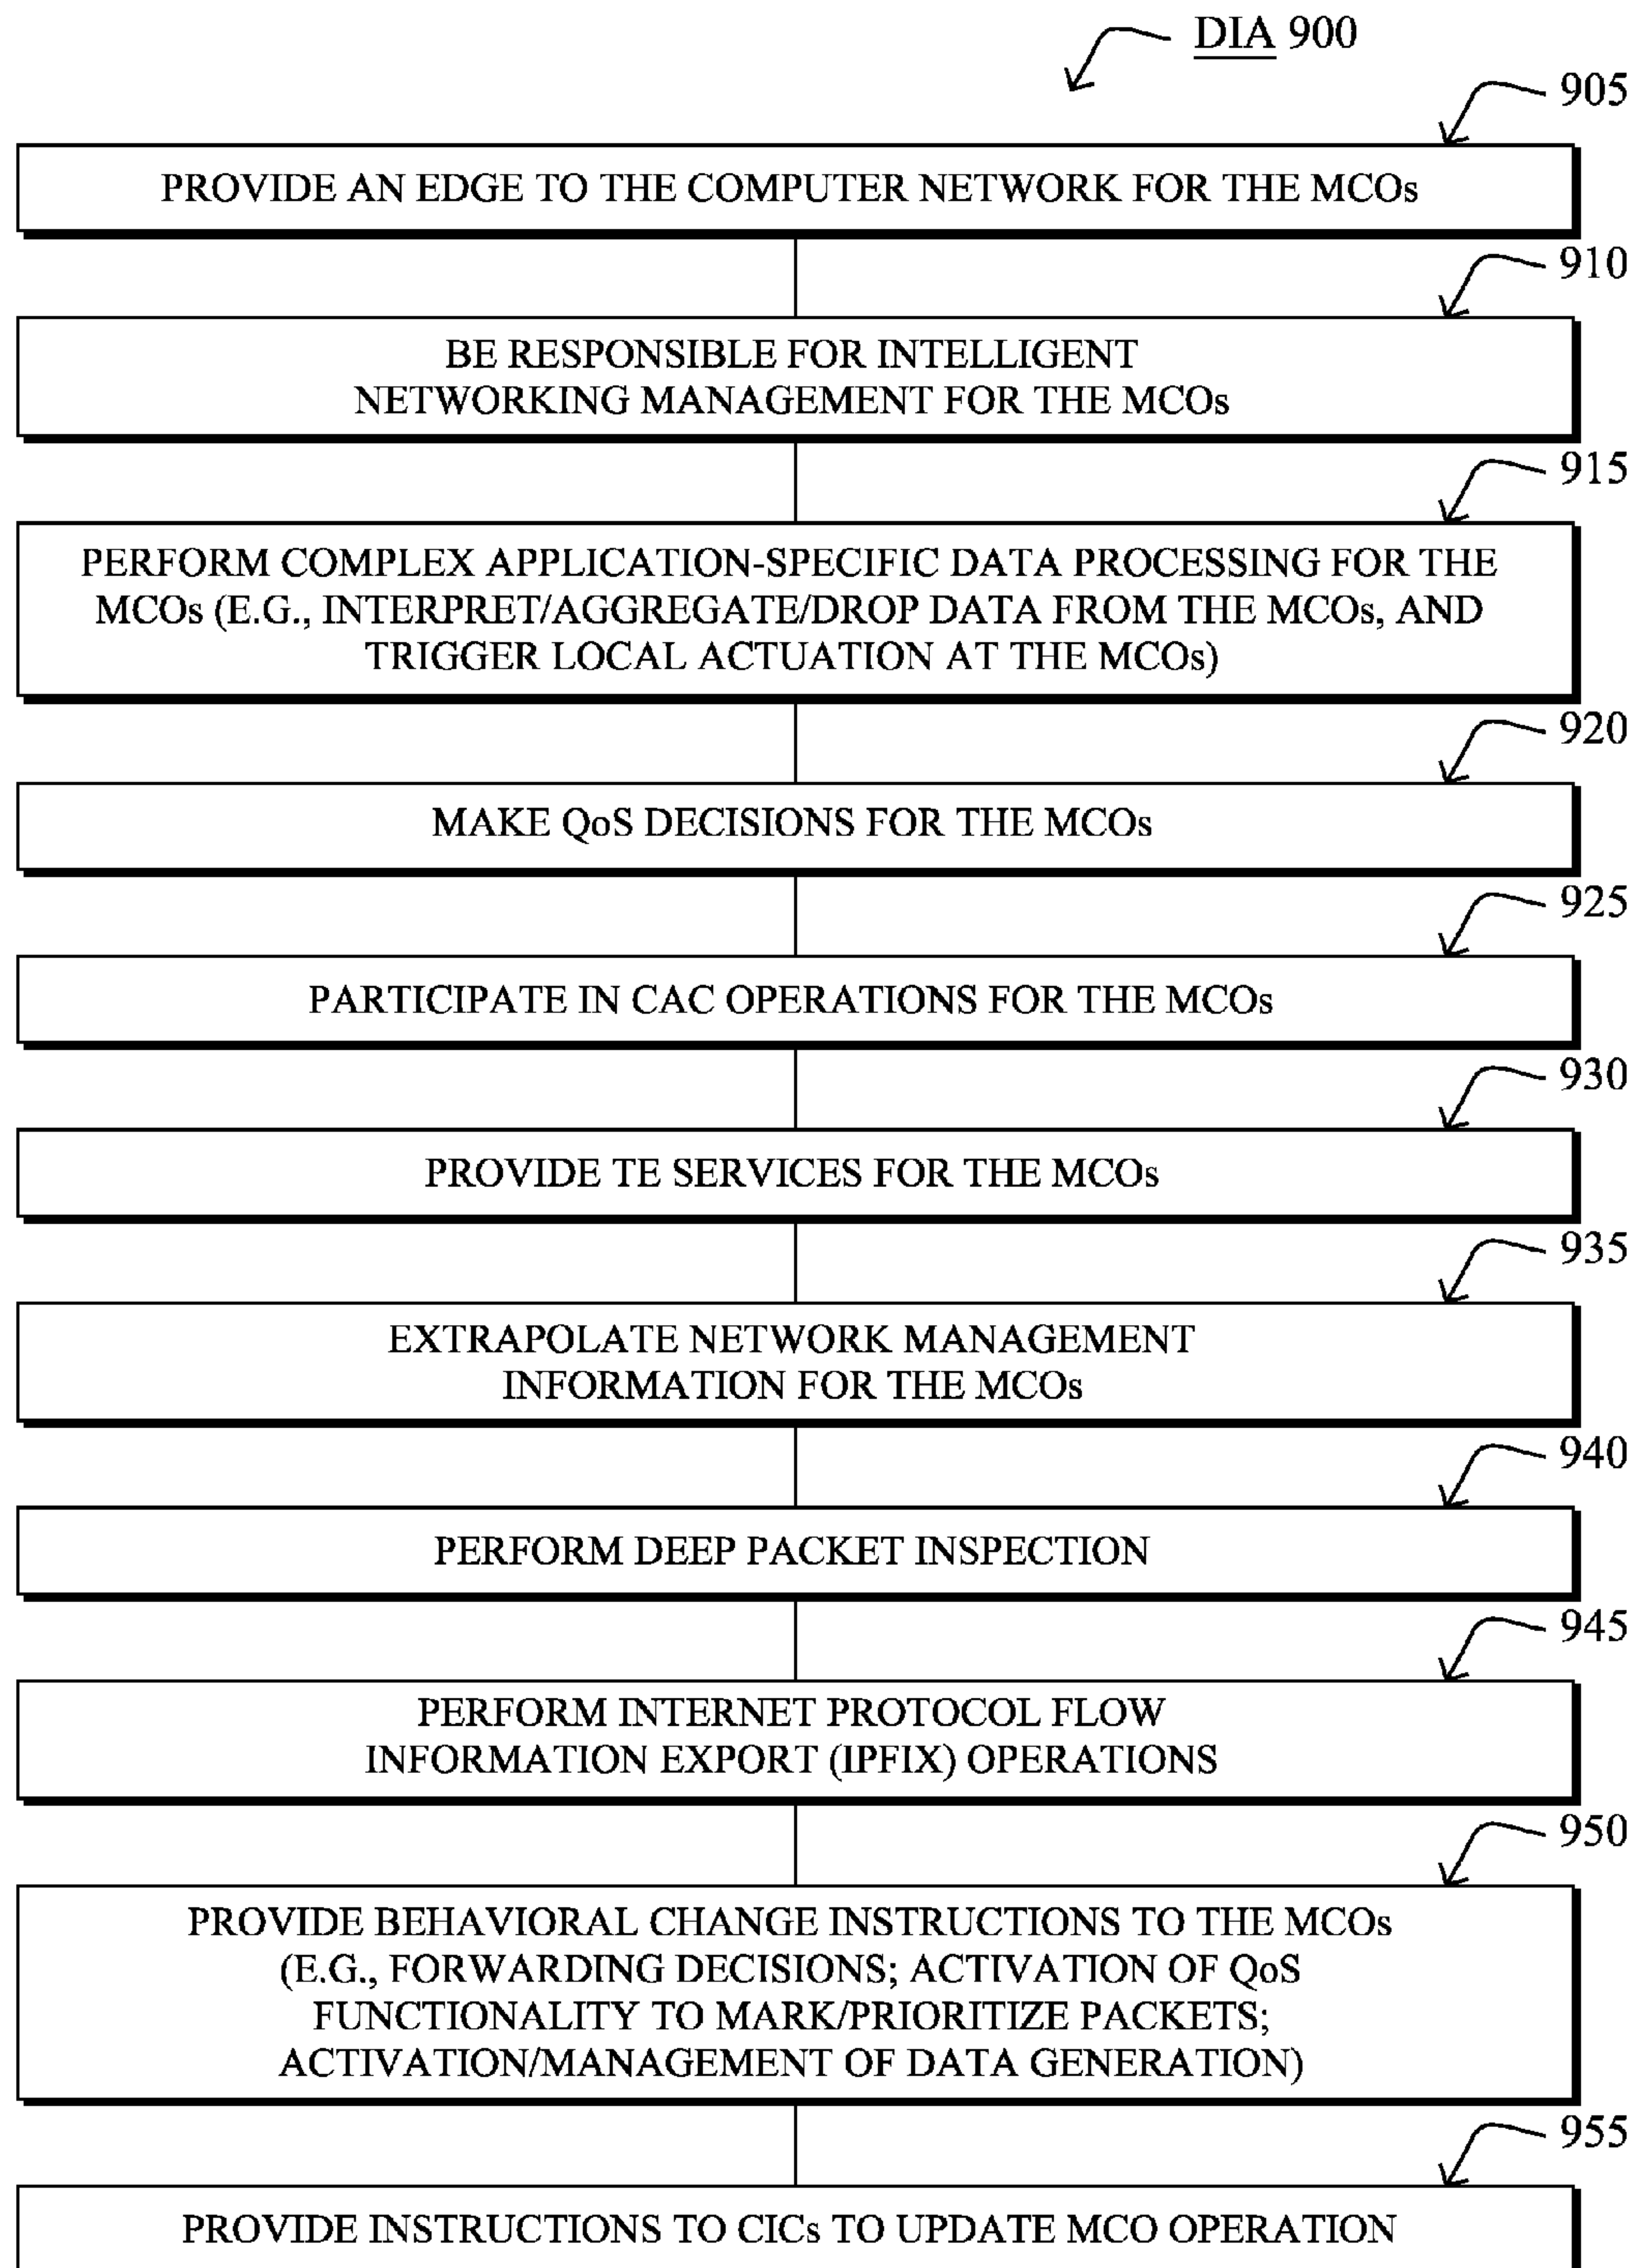 DIA 900
905
PROVIDE AN EDGE TO THE COMPUTER NETWORK FOR THE MCOs
910
BE RESPONSIBLE FOR INTELLIGENT
NETWORKING MANAGEMENT FOR THE MCOs
915
PERFORM COMPLEX APPLICATION-SPECIFIC DATA PROCESSING FOR THE
MCOs (E.G., INTERPRET/AGGREGATE/DROP DATA FROM THE MCOs, AND
TRIGGER LOCAL ACTUATION AT THE MCOs)
920
MAKE QoS DECISIONS FOR THE MCOs
925
PARTICIPATE IN CAC OPERATIONS FOR THE MCOs
930
PROVIDE TE SERVICES FOR THE MCOs
935
EXTRAPOLATE NETWORK MANAGEMENT
INFORMATION FOR THE MCOs
940
PERFORM DEEP PACKET INSPECTION
945
PERFORM INTERNET PROTOCOL FLOW
INFORMATION EXPORT (IPFIX) OPERATIONS
950
PROVIDE BEHAVIORAL CHANGE INSTRUCTIONS TO THE MCOs
(E.G., FORWARDING DECISIONS; ACTIVATION OF QoS
FUNCTIONALITY TO MARK/PRIORITIZE PACKETS;
ACTIVATION/MANAGEMENT OF DATA GENERATION)
955
PROVIDE INSTRUCTIONS TO CICs TO UPDATE MCO OPERATION